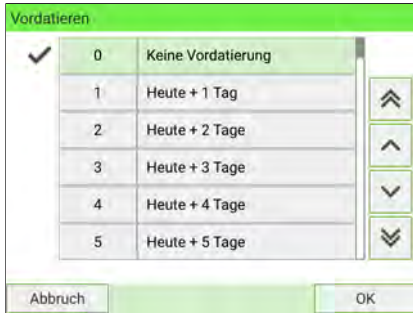 Vordatieren
0 Keine Vordatierung
1 Heute + 1 Tag
2 Heute + 2 Tage
3 Heute + 3 Tage
4 Heute + 4 Tage
5 Heute + 5 Tage
Abbruch OK